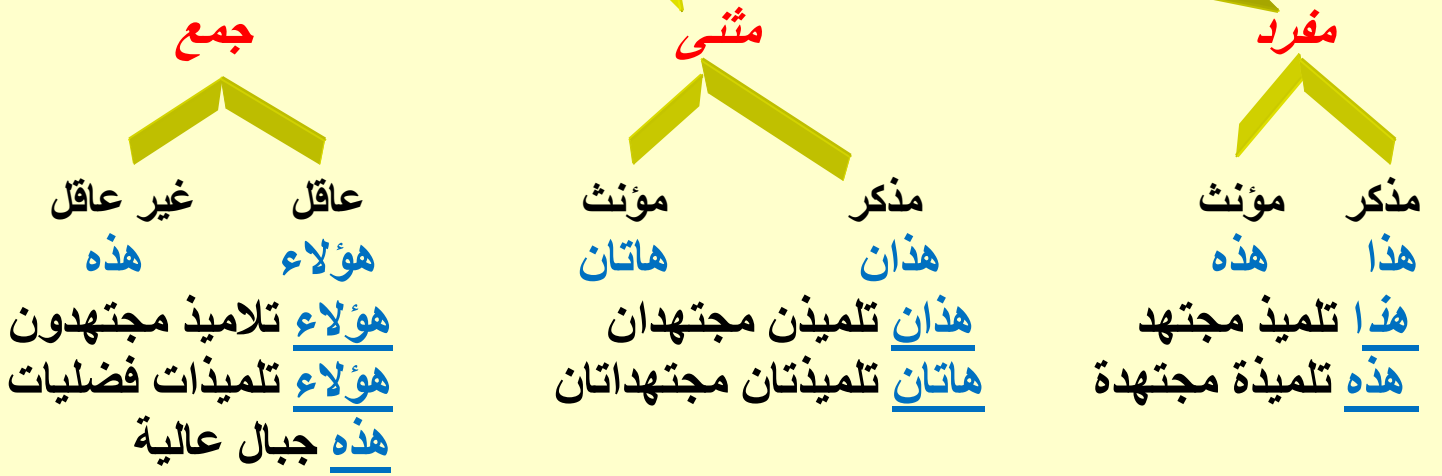 مفرد مثنى جمع
مذكر مؤنث مذكر مؤنث عاقل غير عاقل
هذا هذه هذان هاتان هؤلاء هذه
هذا تلميذ مجتهد هذان تلميذن مجتهدان هؤلاء تلاميذ مجتهدون
هذه تلميذة مجتهدة هاتان تلميذتان مجتهداتان هؤلاء تلميذات فضليات
هذه جبال عالية